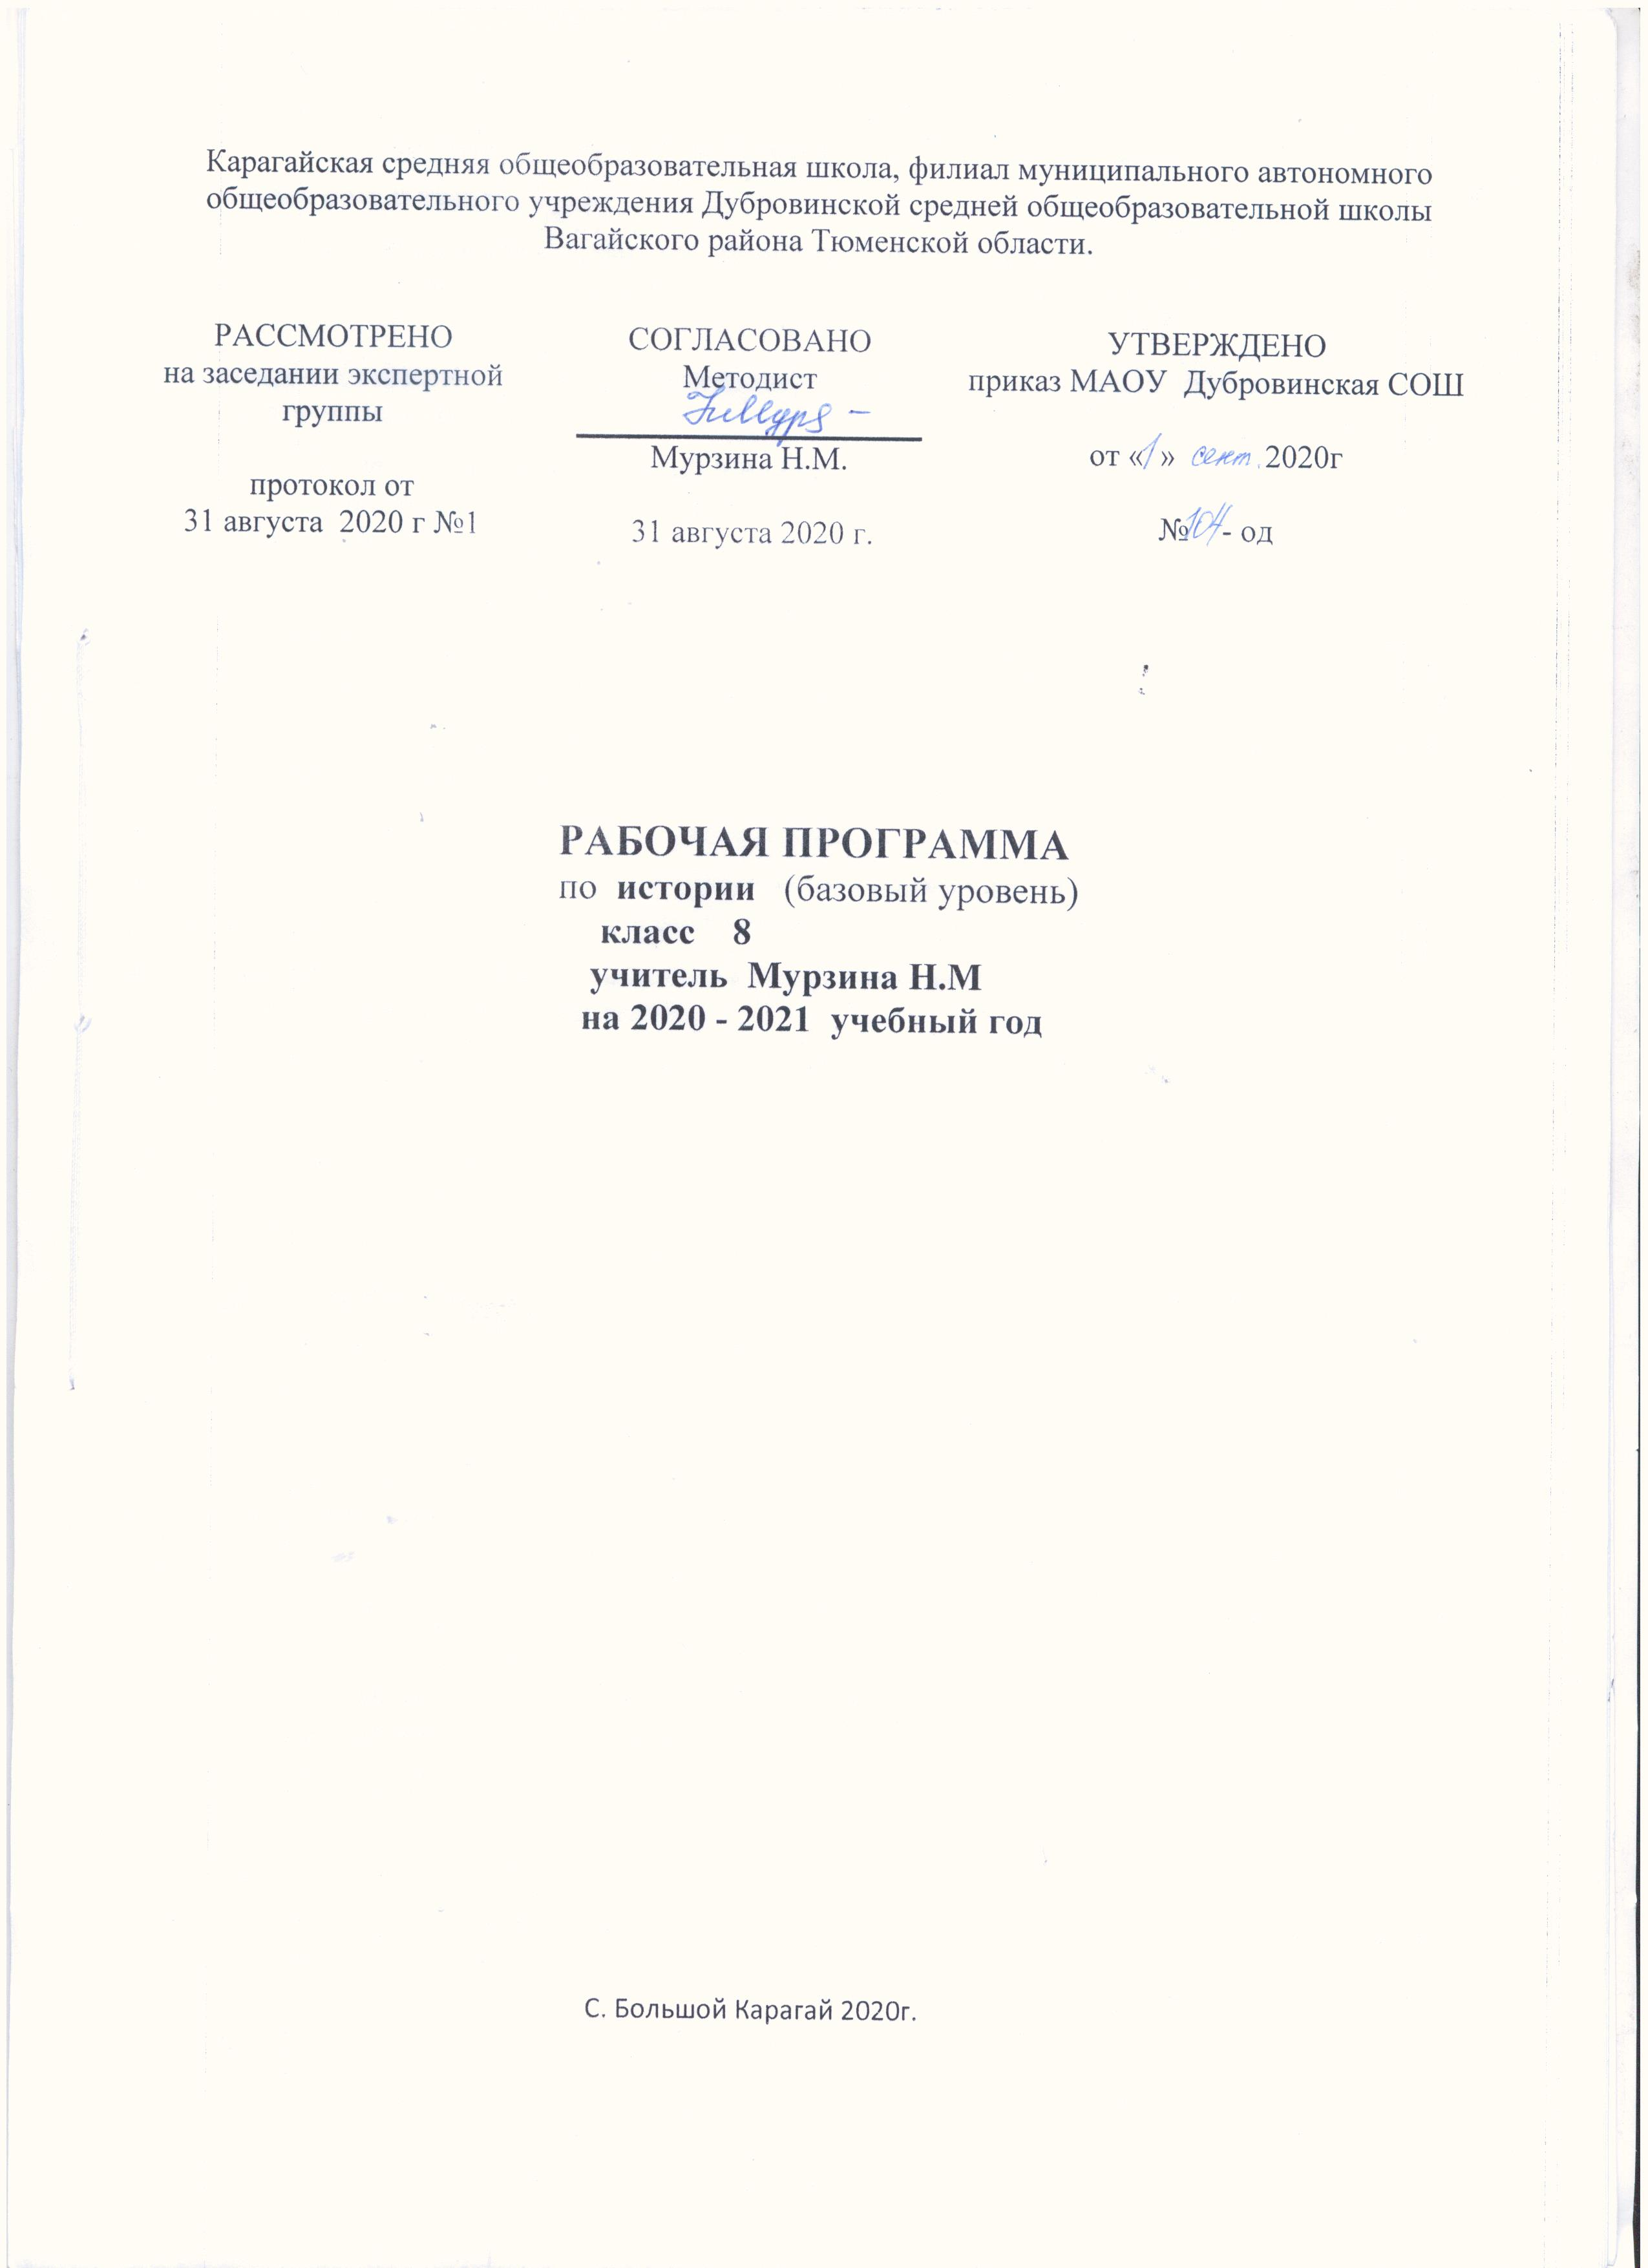 Карагайская средняя общеобразовательная школа, филиал муниципального автономного
общеобразовательного учреждения Дубровинской средней общеобразовательной школы
Вагайского района Тюменской области.
РАССМОТРЕНО
на заседании экспертной
группы
протокол от
31 августа 2020 г №1
СОГЛАСОВАНО
Методист
Мурзина Н.М.
31 августа 2020 г.
УТВЕРЖДЕНО
приказ МАОУ Дубровинская СОШ
от «1» сент. 2020г
№104- од
РАБОЧАЯ ПРОГРАММА
по истории (базовый уровень)
класс 8
учитель Мурзина Н.М
на 2020 - 2021 учебный год
С. Большой Карагай 2020г.